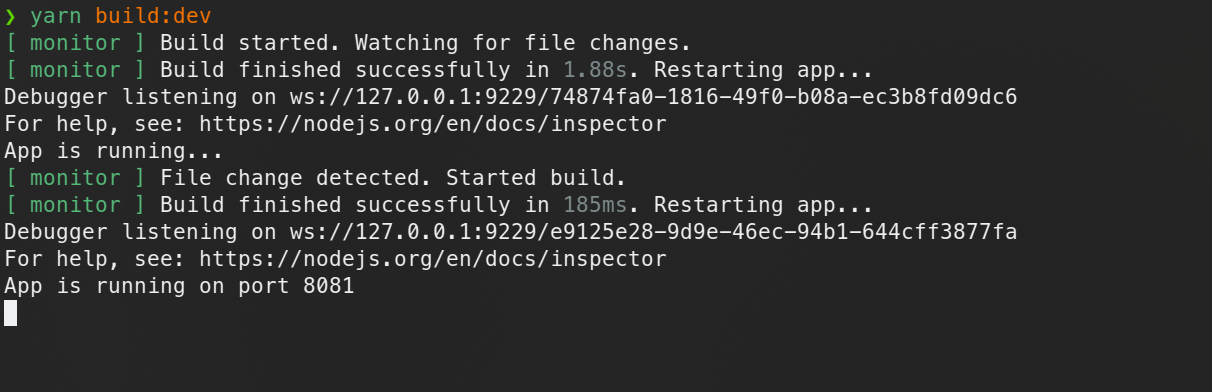 ❯ yarn build:dev
[ monitor ] Build started. Watching for file changes.
[ monitor ] Build finished successfully in 1.88s. Restarting app...
Debugger listening on ws://127.0.0.1:9229/74874fa0-1816-49f0-b08a-ec3b8fd09dc6
For help, see: https://nodejs.org/en/docs/inspector
App is running...
[ monitor ] File change detected. Started build.
[ monitor ] Build finished successfully in 185ms. Restarting app...
Debugger listening on ws://127.0.0.1:9229/e9125e28-9d9e-46ec-94b1-644cff3877fa
For help, see: https://nodejs.org/en/docs/inspector
App is running on port 8081